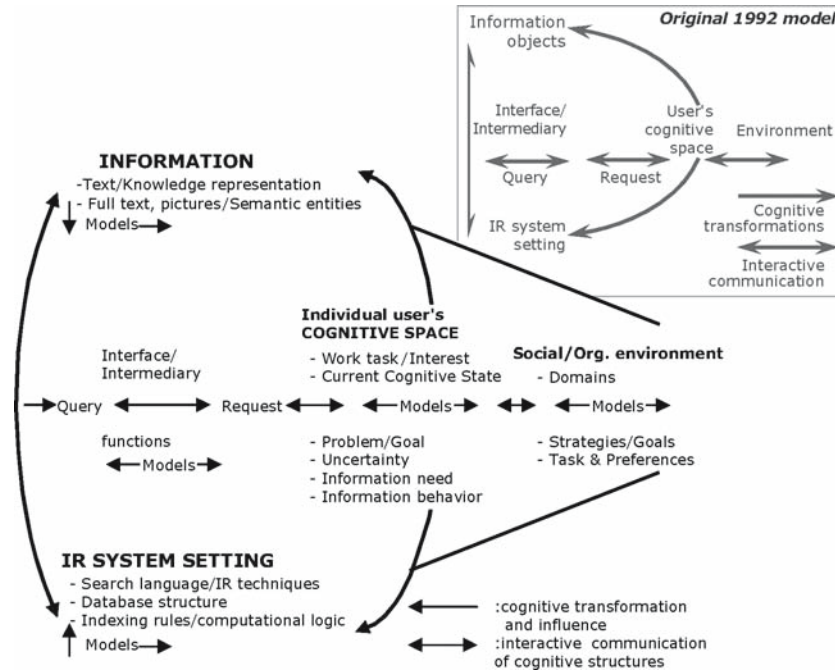 Original 1992 model
Information
objects
Interface/
Intermediary
User's
cognitive
space
Environment
Query
Request
IR system
setting
Cognitive
transformations
Interactive
communication
INFORMATION
-Text/Knowledge representation
- Full text, pictures/Semantic entities
Models
Individual user's
COGNITIVE SPACE
- Work task/Interest
- Current Cognitive State
Social/Org. environment
- Domains
Interface/
Intermediary
Query
Request
Models
Models
functions
Models
- Problem/Goal
- Uncertainty
- Information need
- Information behavior
- Strategies/Goals
- Task & Preferences
IR SYSTEM SETTING
- Search language/IR techniques
- Database structure
- Indexing rules/computational logic
Models
:cognitive transformation
and influence
:interactive communication
of cognitive structures